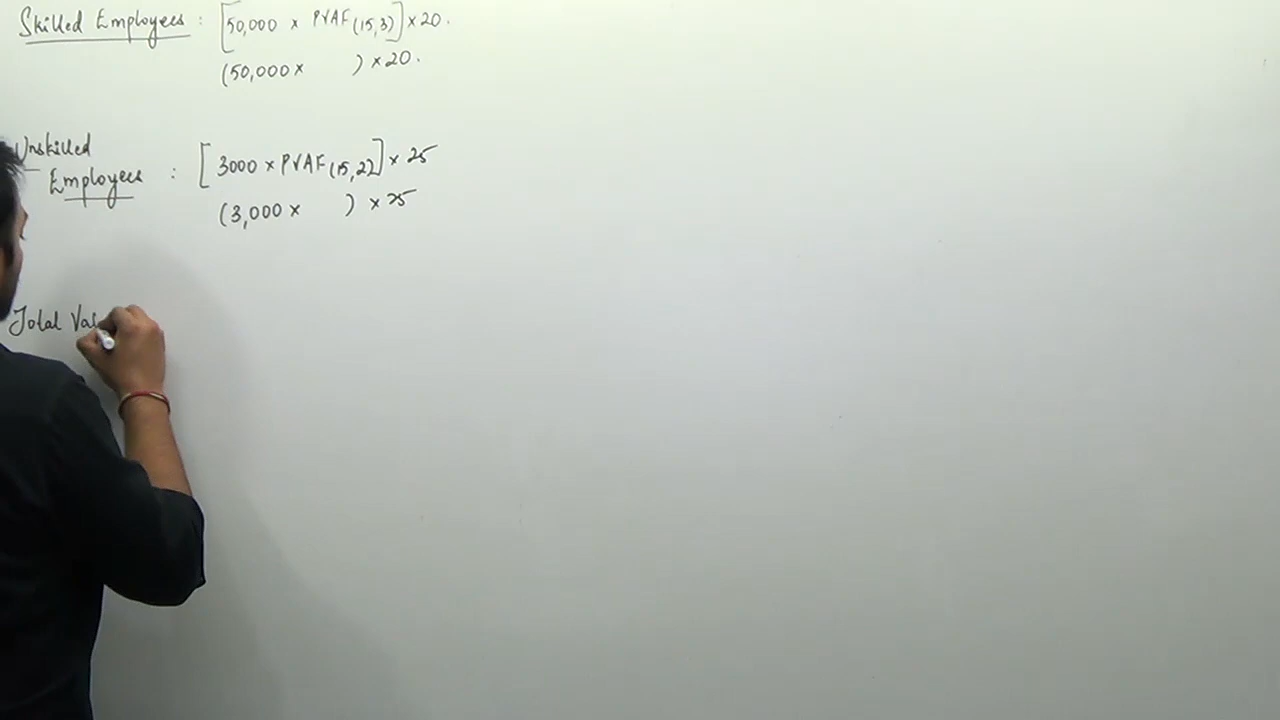 Skilled Employees : [50,000 × PVAF(15,3)] × 20.
(50,000 × ) × 20.
Unskilled
Employees : [3000 × PVAF(15,22)] × 25
(3,000 × ) × 25
Total Val